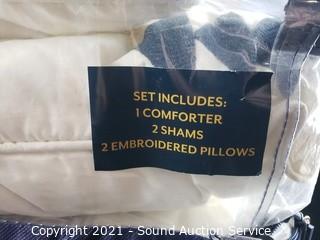 SET INCLUDES:
1 COMFORTER
2 SHAMS
2 EMBROIDERED PILLOWS
Copyright 2021 - Sound Auction Service